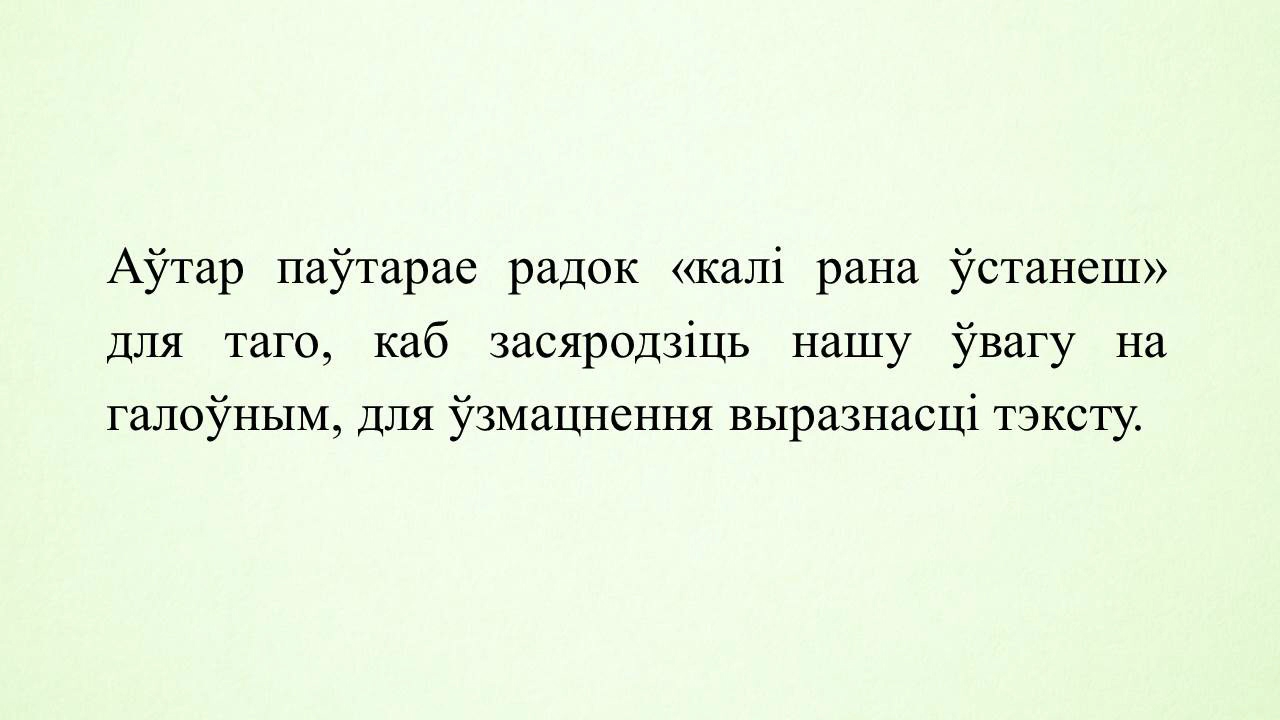 Аўтар паўтарае радок «калі рана ўстанеш»
для таго, каб засяродзіць нашу ўвагу на
галоўным, для ўзмацнення выразнасці тэксту.